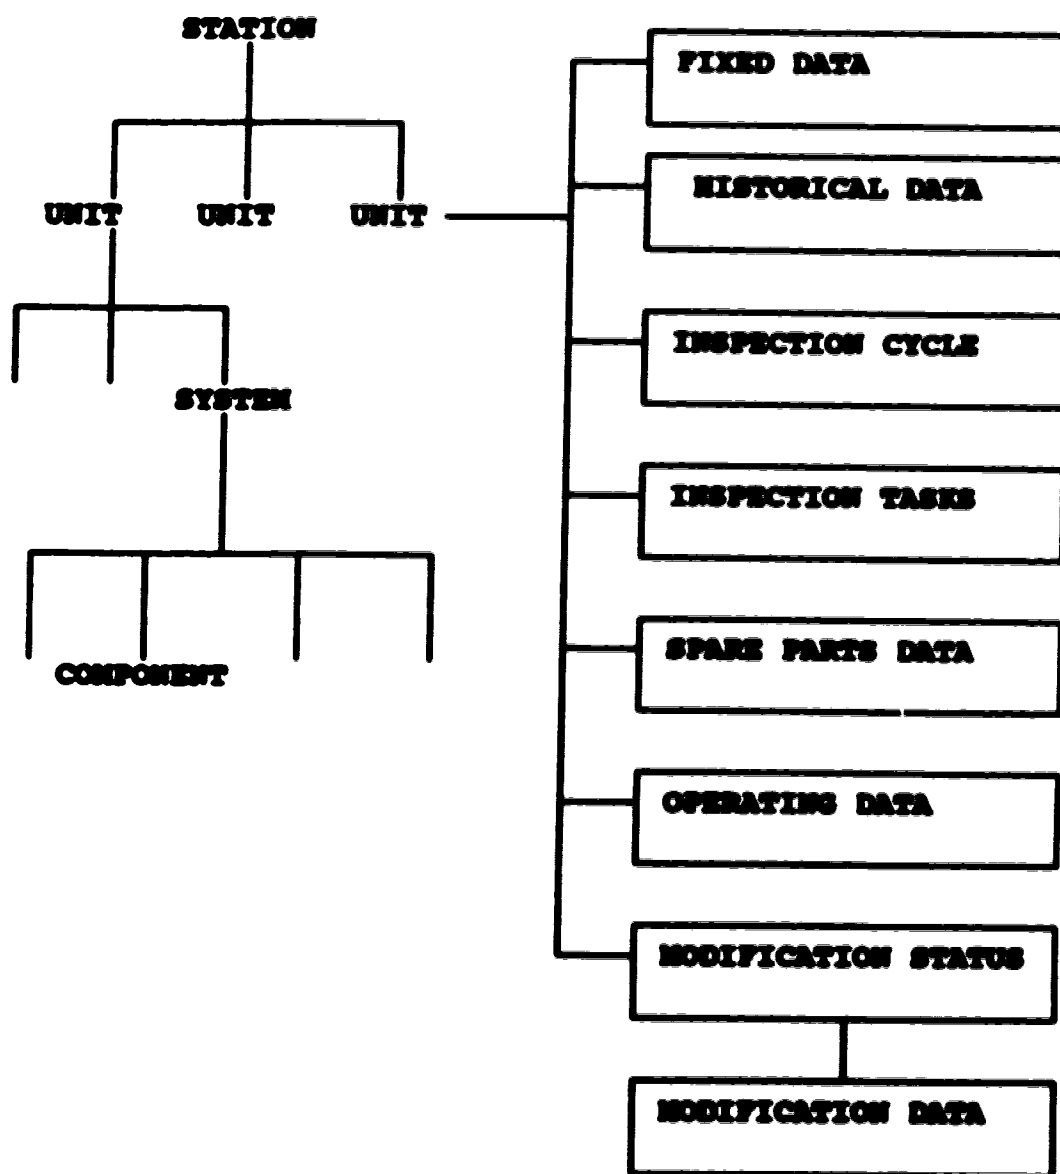 STATION
UNIT UNIT UNIT
SYSTEM
COMPONENT
FIXED DATA
HISTORICAL DATA
INSPECTION CYCLE
INSPECTION TASKS
SPARE PARTS DATA
OPERATING DATA
MODIFICATION STATUS
MODIFICATION DATA